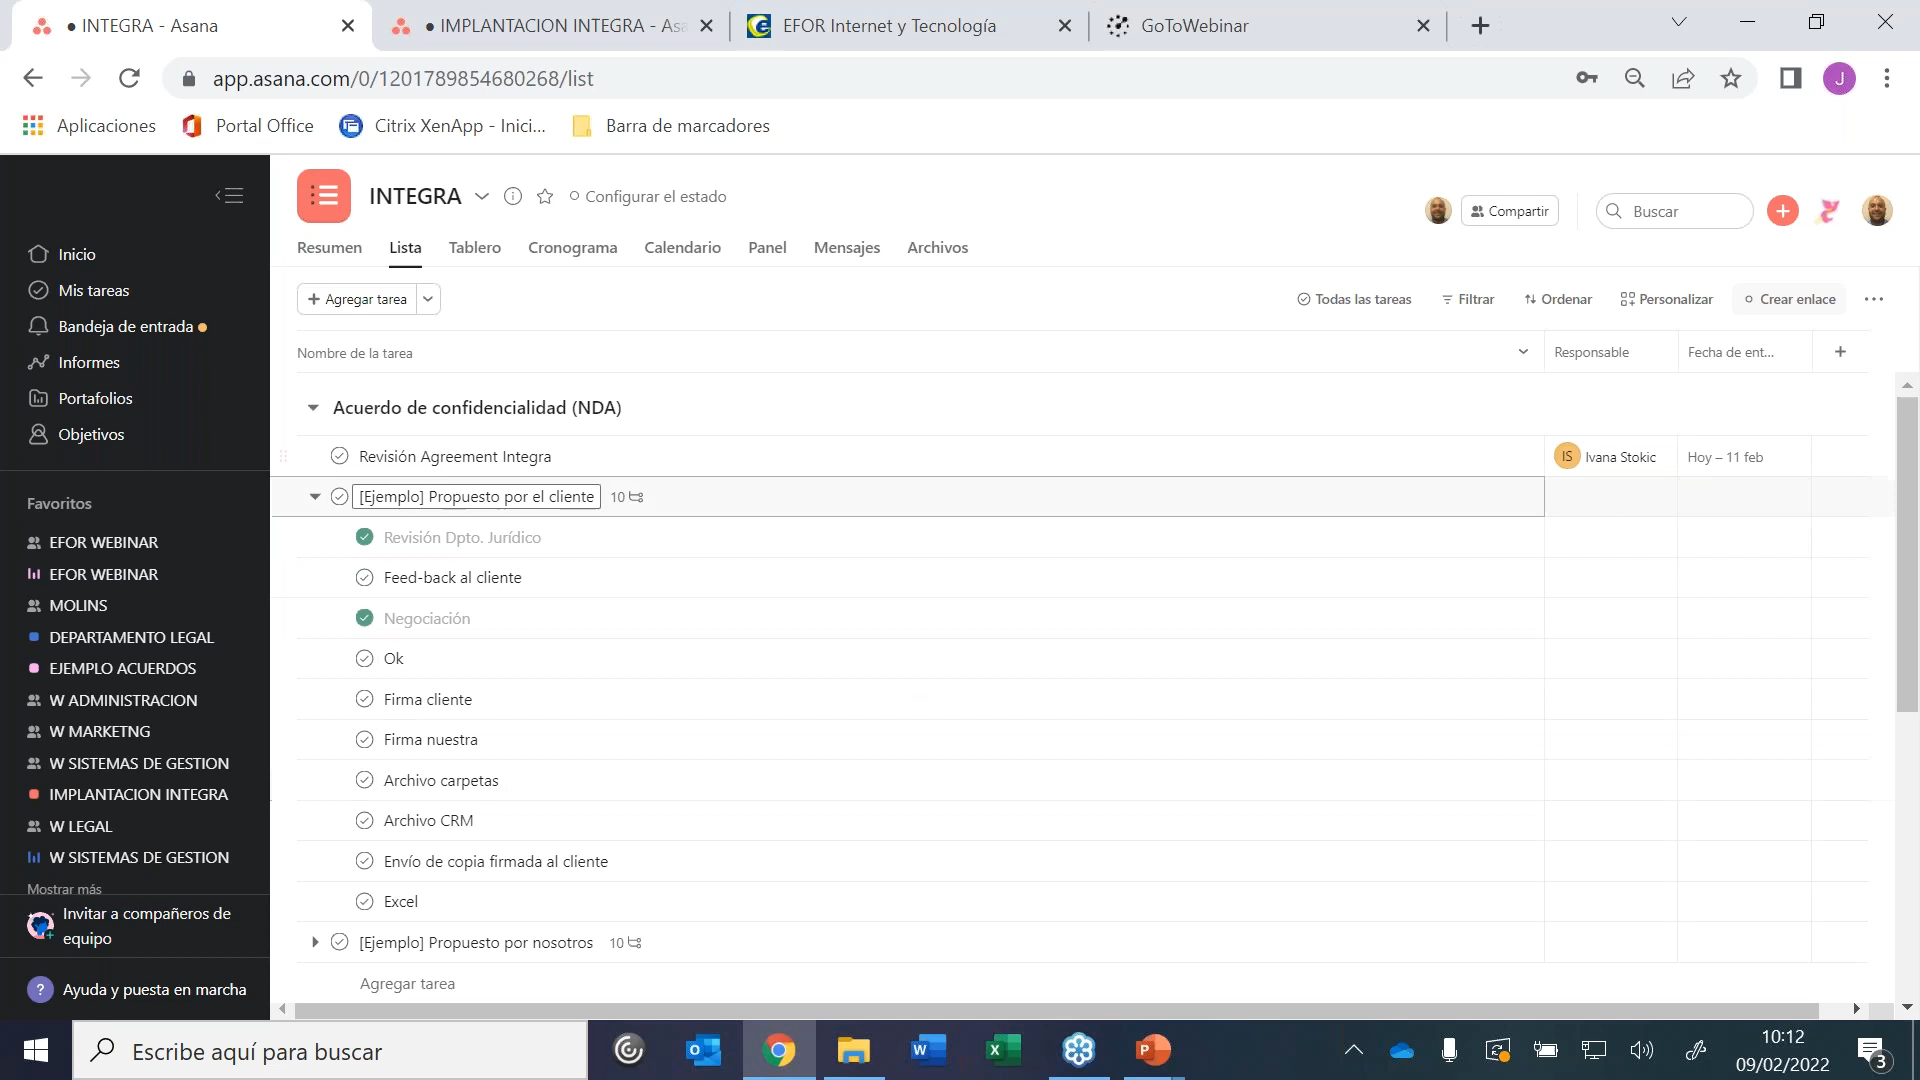 ● INTEGRA - Asana
● IMPLANTACION INTEGRA - Asa
EFOR Internet y Tecnología
GoToWebinar
app.asana.com/0/1201789854680268/list
J
Aplicaciones
Portal Office
Citrix XenApp - Inici...
Barra de marcadores
INTEGRA
Configurar el estado
Compartir
Buscar
Resumen
Lista
Tablero
Cronograma
Calendario
Panel
Mensajes
Archivos
Inicio
Mis tareas
Bandeja de entrada
Informes
Portafolios
Objetivos
Favoritos
EFOR WEBINAR
EFOR WEBINAR
MOLINS
DEPARTAMENTO LEGAL
EJEMPLO ACUERDOS
W ADMINISTRACION
W MARKETNG
W SISTEMAS DE GESTION
IMPLANTACION INTEGRA
W LEGAL
W SISTEMAS DE GESTION
Mostrar más
Invitar a compañeros de
equipo
? Ayuda y puesta en marcha
+ Agregar tarea
Todas las tareas
Filtrar
Ordenar
Personalizar
Crear enlace
Nombre de la tarea
Responsable
Fecha de ent...
Acuerdo de confidencialidad (NDA)
Revisión Agreement Integra
IS Ivana Stokic
Hoy – 11 feb
[Ejemplo] Propuesto por el cliente 10
Revisión Dpto. Jurídico
Feed-back al cliente
Negociación
Ok
Firma cliente
Firma nuestra
Archivo carpetas
Archivo CRM
Envío de copia firmada al cliente
Excel
[Ejemplo] Propuesto por nosotros 10
Agregar tarea
Escribe aquí para buscar
10:12
09/02/2022
3